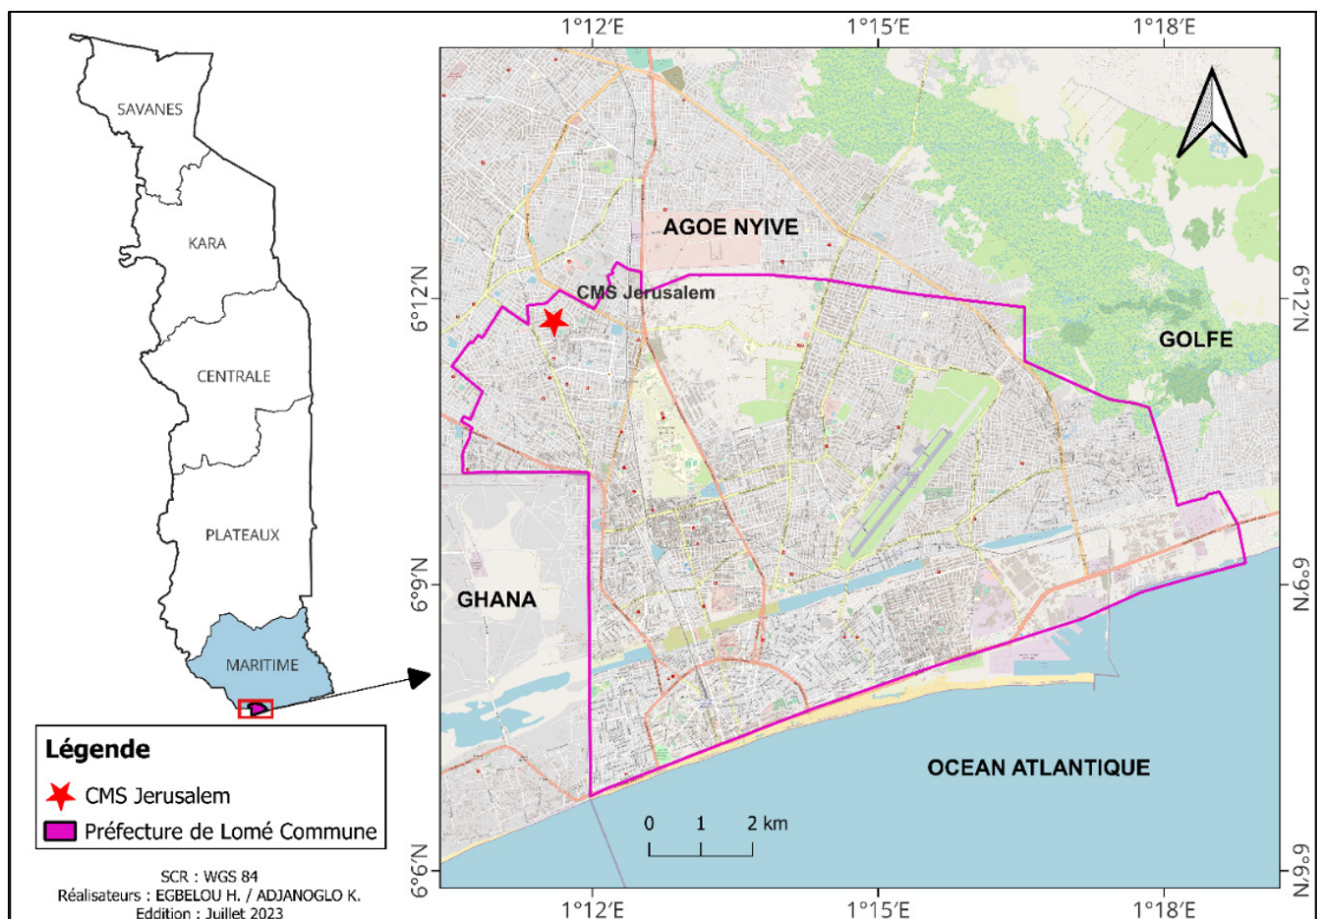 1°12′E 1°15′E 1°18′E
SAVANES
KARA
CENTRALE
PLATEAUX
MARITIME
AGOE NYIVE
CMS Jerusalem
GOLFE
GHANA
OCEAN ATLANTIQUE
6°12′N 6°12′N
6°9′N 6°9′N
6°6′N 6°6′N
0 1 2 km
1°12′E 1°15′E 1°18′E
Légende
CMS Jerusalem
Préfecture de Lomé Commune
SCR : WGS 84
Réalisateurs : EGBELOU H. / ADJANOGLO K.
Eddition : Juillet 2023